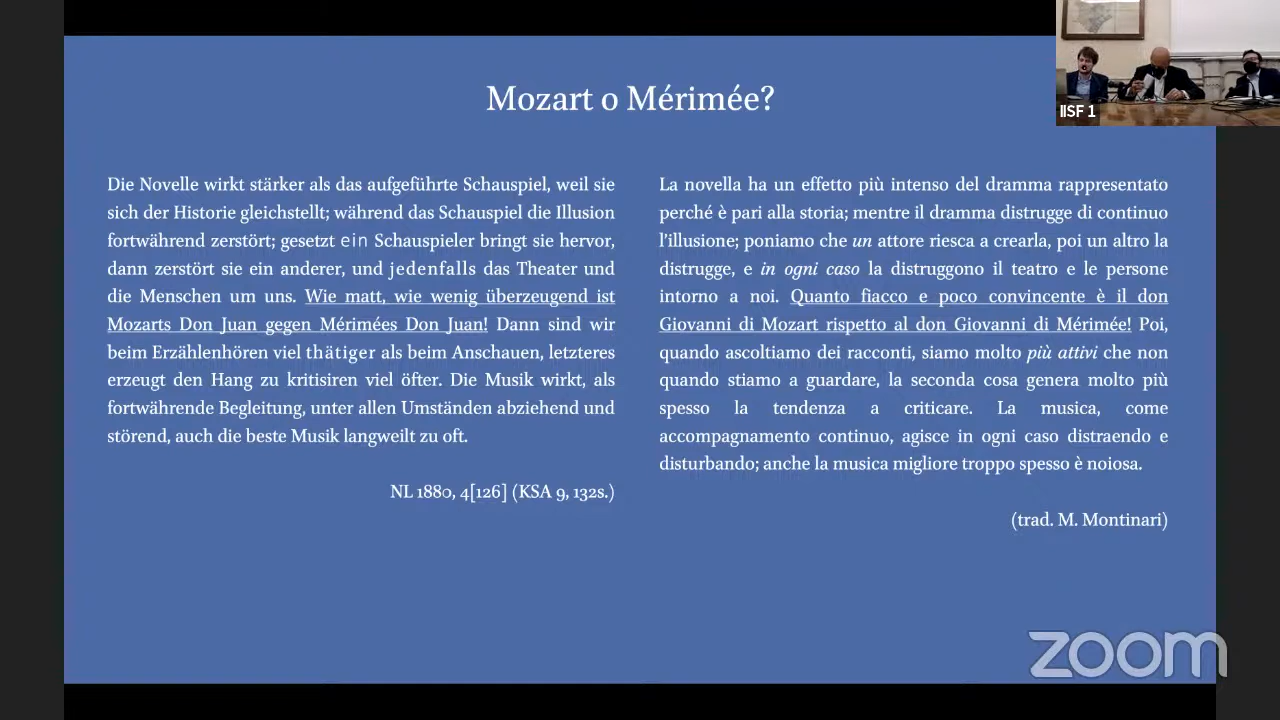 Mozart o Mérimée?
Die Novelle wirkt stärker als das aufgeführte Schauspiel, weil sie
sich der Historie gleichstellt; während das Schauspiel die Illusion
fortwährend zerstört; gesetzt ein Schauspieler bringt sie hervor,
dann zerstört sie ein anderer, und jedenfalls das Theater und
die Menschen um uns. Wie matt, wie wenig überzeugend ist
Mozarts Don Juan gegen Mérimées Don Juan! Dann sind wir
beim Erzählenhören viel thätiger als beim Anschauen, letzteres
erzeugt den Hang zu kritisiren viel öfter. Die Musik wirkt, als
fortwährende Begleitung, unter allen Umständen abziehend und
störend, auch die beste Musik langweilt zu oft.
NL 1880, 4[126] (KSA 9, 132s.)
La novella ha un effetto più intenso del dramma rappresentato
perché è pari alla storia; mentre il dramma distrugge di continuo
l'illusione; poniamo che un attore riesca a crearla, poi un altro la
distrugge, e in ogni caso la distruggono il teatro e le persone
intorno a noi. Quanto fiacco e poco convincente è il don
Giovanni di Mozart rispetto al don Giovanni di Mérimée! Poi,
quando ascoltiamo dei racconti, siamo molto più attivi che non
quando stiamo a guardare, la seconda cosa genera molto più
spesso la tendenza a criticare. La musica, come
accompagnamento continuo, agisce in ogni caso distraendo e
disturbando; anche la musica migliore troppo spesso è noiosa.
(trad. M. Montinari)
IISF 1
zoom